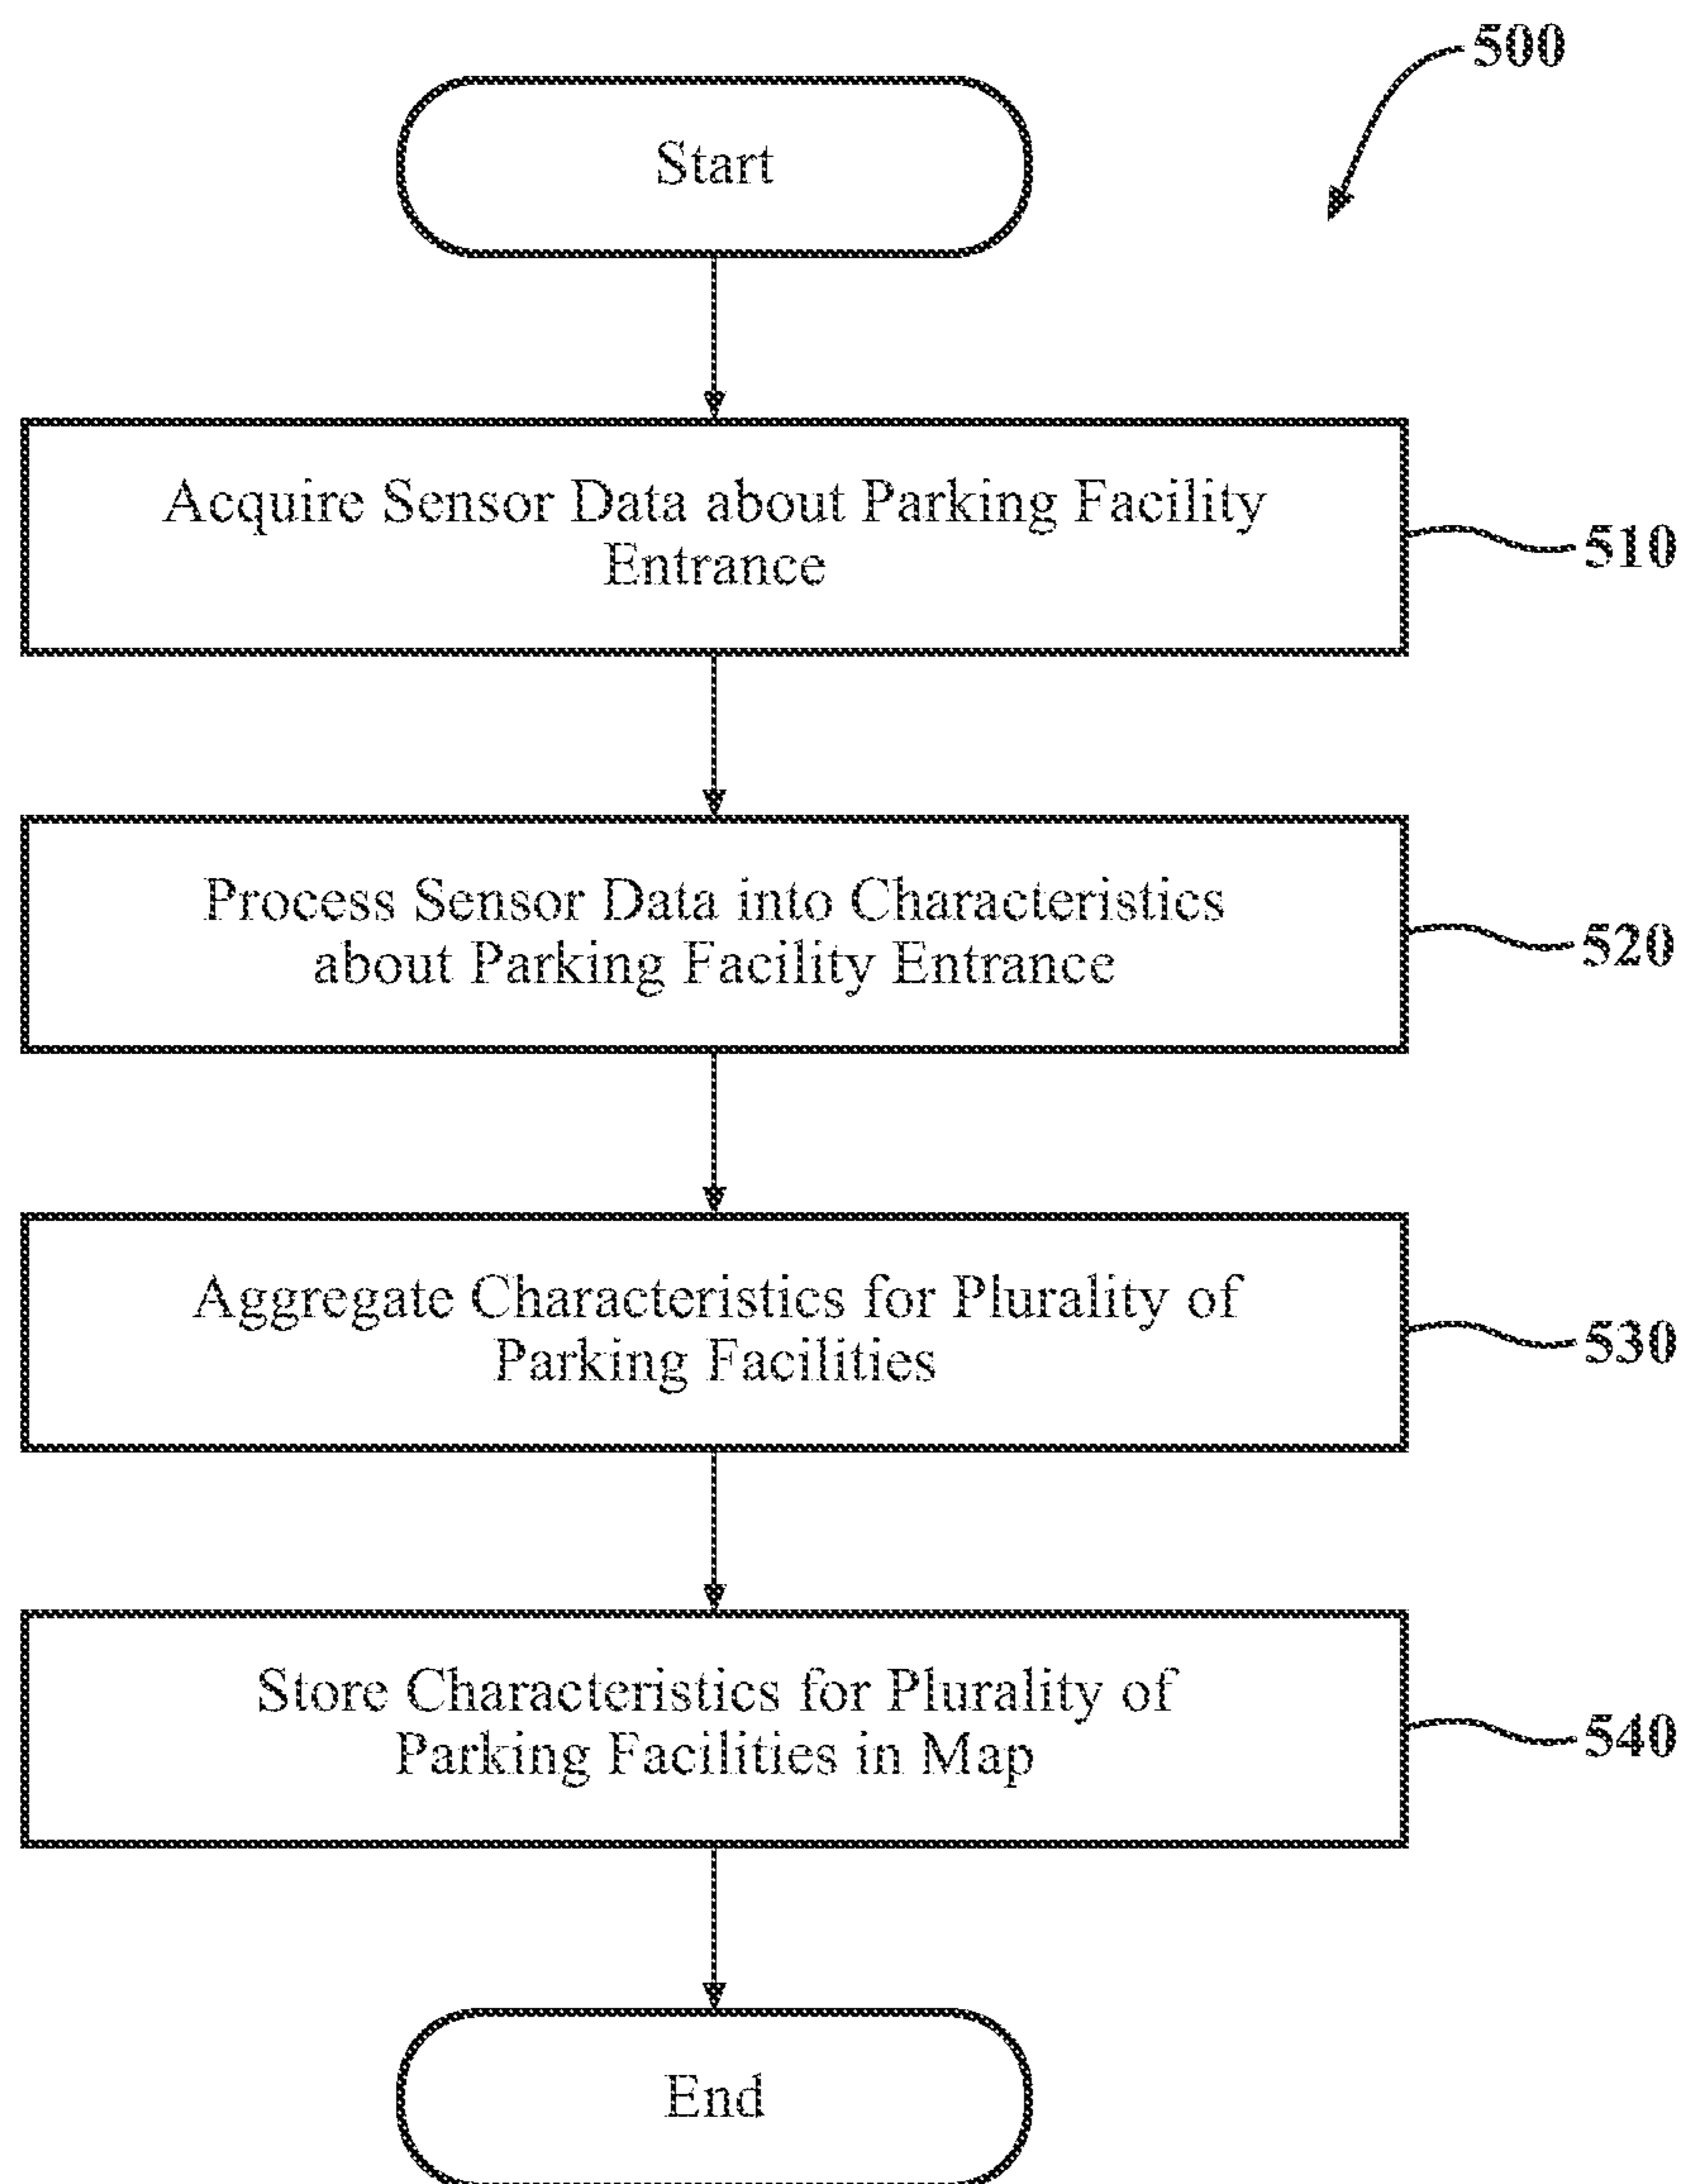 500
Start
Acquire Sensor Data about Parking Facility
Entrance
510
Process Sensor Data into Characteristics
about Parking Facility Entrance
520
Aggregate Characteristics for Plurality of
Parking Facilities
530
Store Characteristics for Plurality of
Parking Facilities in Map
540
End